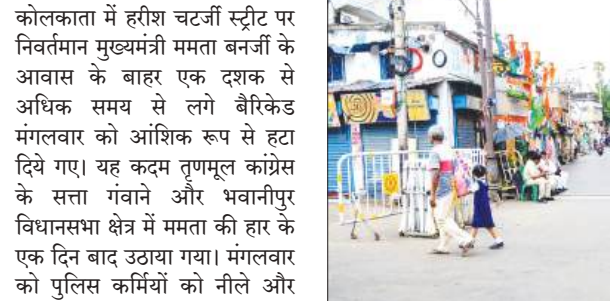 कोलकाता में हरीश चटर्जी स्ट्रीट पर
निवर्तमान मुख्यमंत्री ममता बनर्जी के
आवास के बाहर एक दशक से
अधिक समय से लगे बैरिकेड
मंगलवार को आंशिक रूप से हटा
दिये गए। यह कदम तृणमूल कांग्रेस
के सत्ता गंवाने और भवानीपुर
विधानसभा क्षेत्र में ममता की हार के
एक दिन बाद उठाया गया। मंगलवार
को पुलिस कर्मियों को नीले और